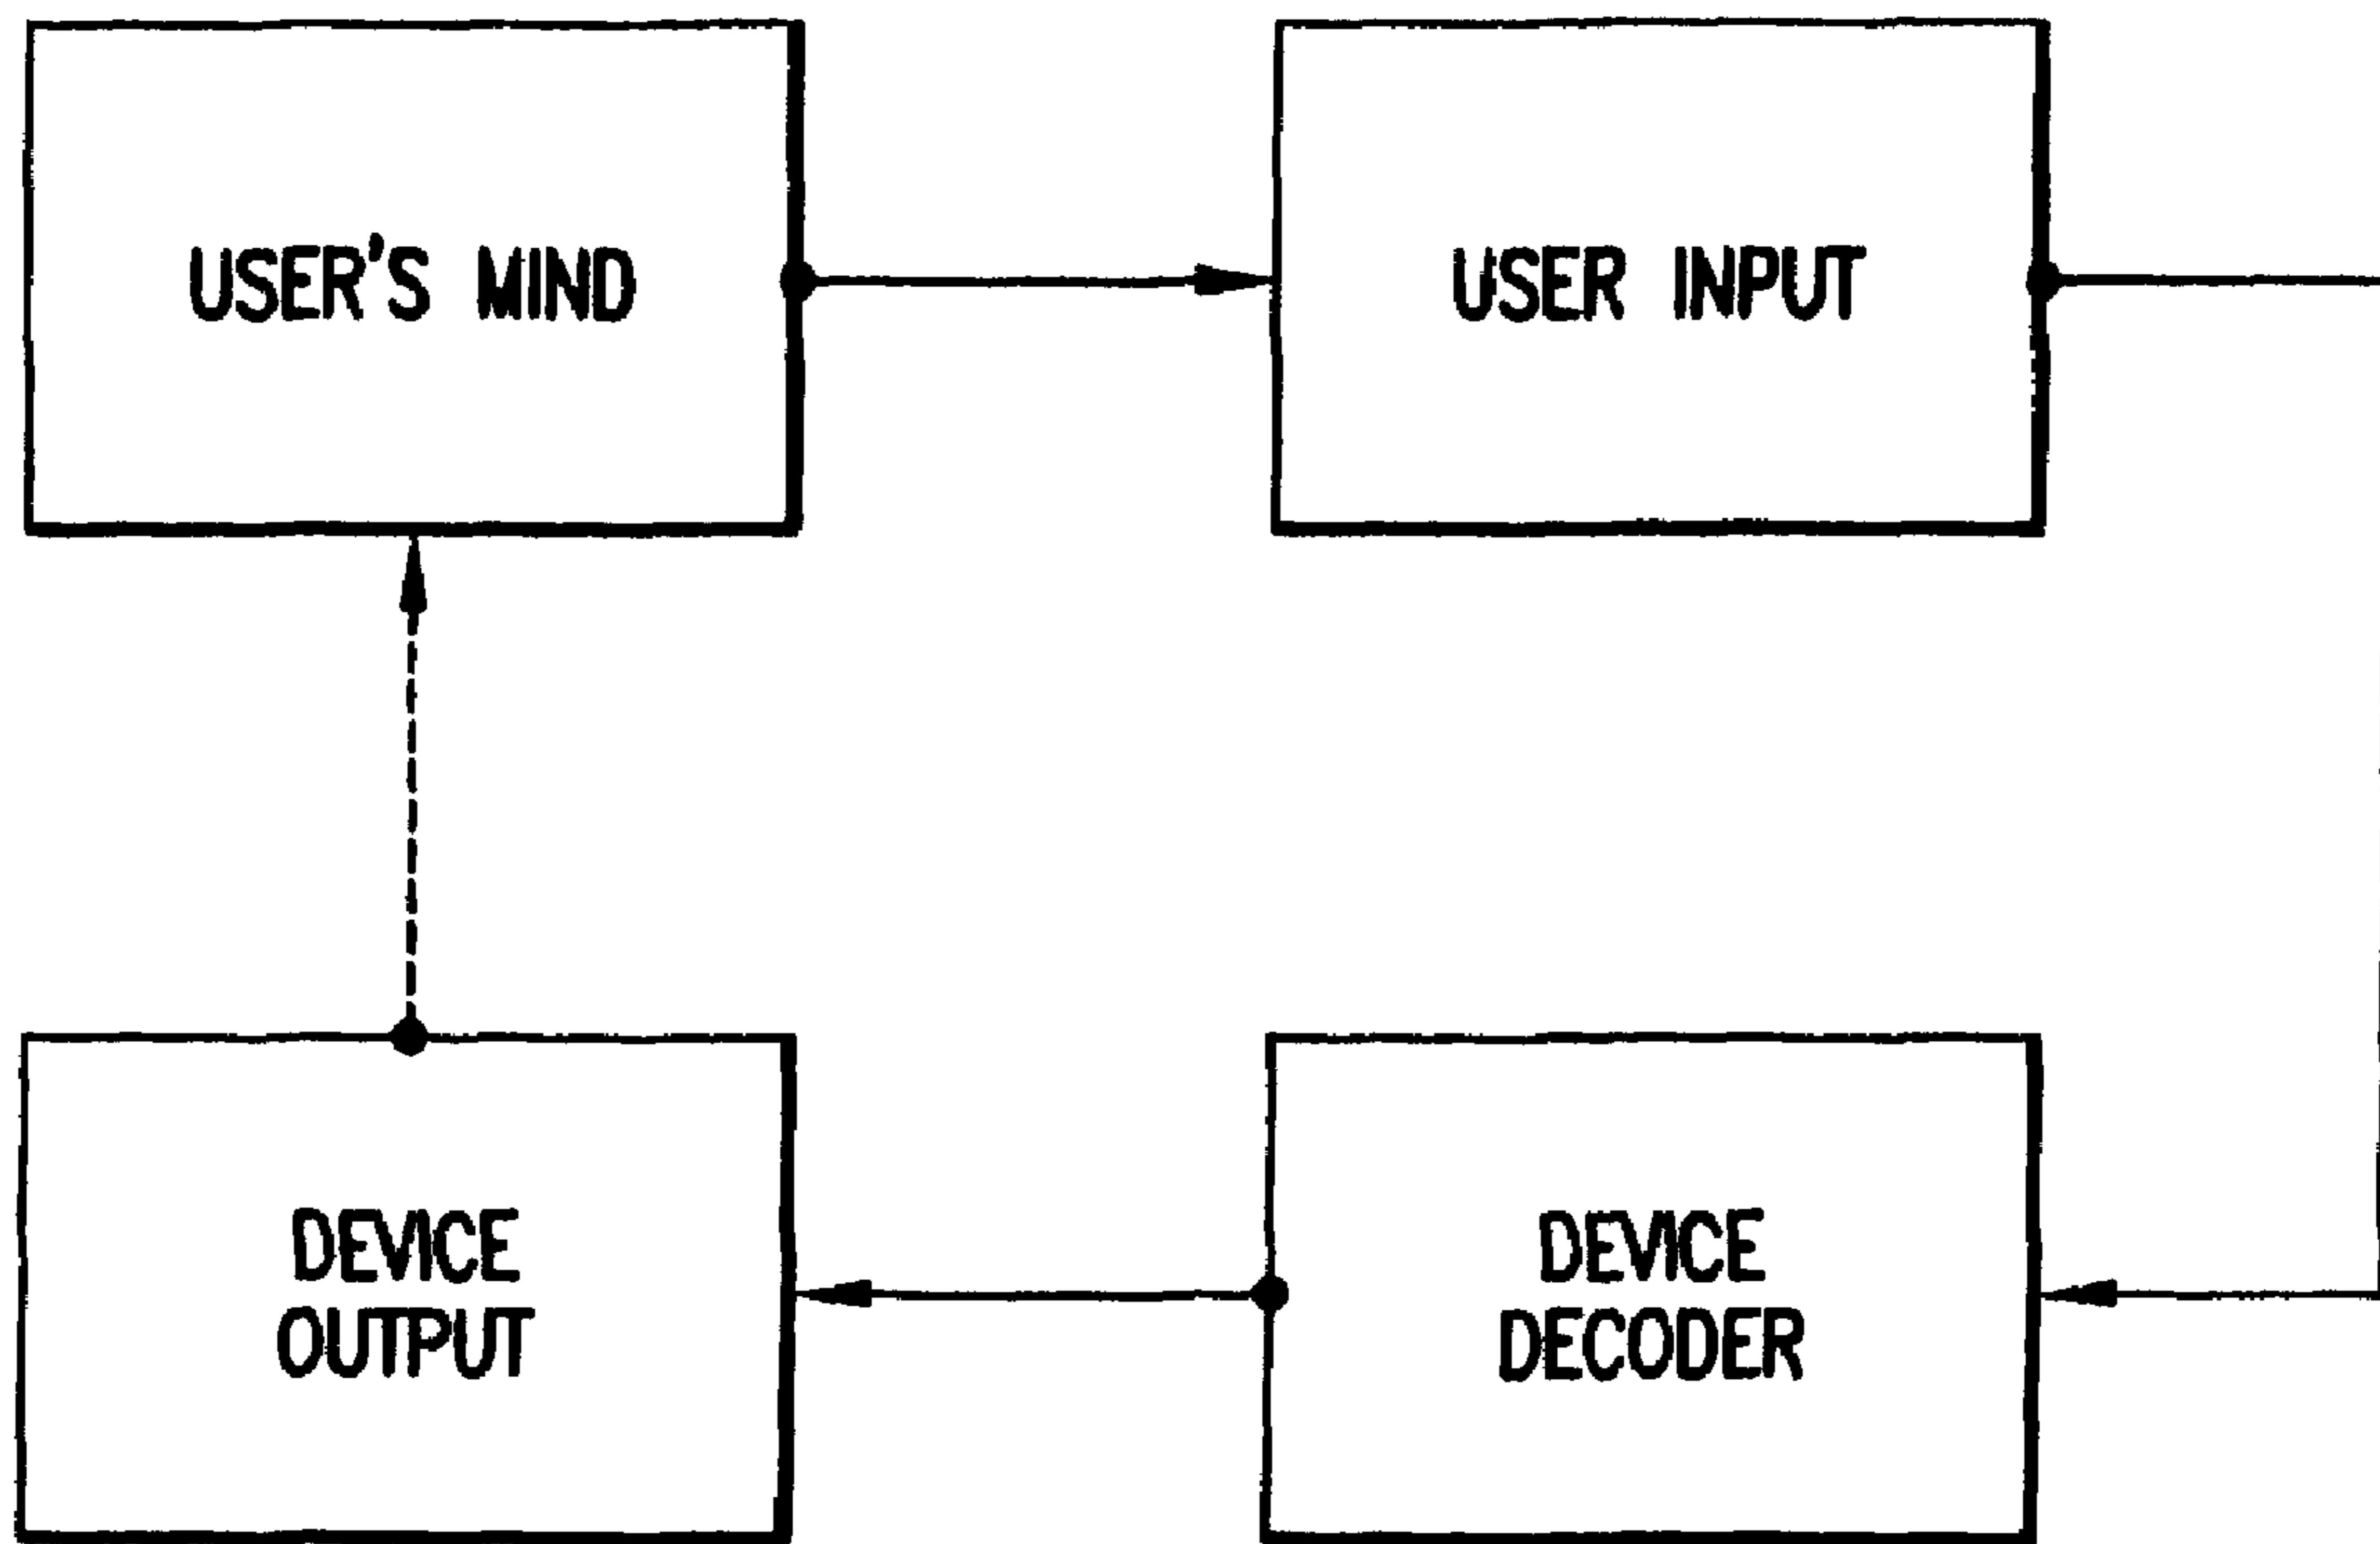 USER'S MIND
USER INPUT
DEVICE
OUTPUT
DEVICE
DECODER